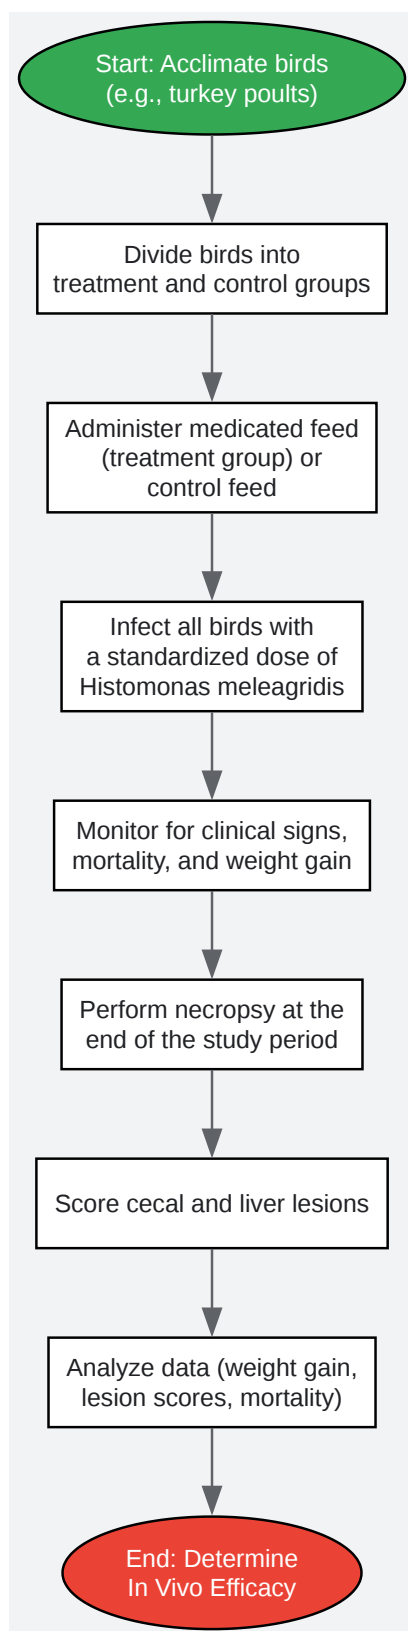 Start: Acclimate birds
(e.g., turkey poults)
Divide birds into
treatment and control groups
Administer medicated feed
(treatment group) or
control feed
Infect all birds with
a standardized dose of
Histomonas meleagridis
Monitor for clinical signs,
mortality, and weight gain
Perform necropsy at the
end of the study period
Score cecal and liver lesions
Analyze data (weight gain,
lesion scores, mortality)
End: Determine
In Vivo Efficacy